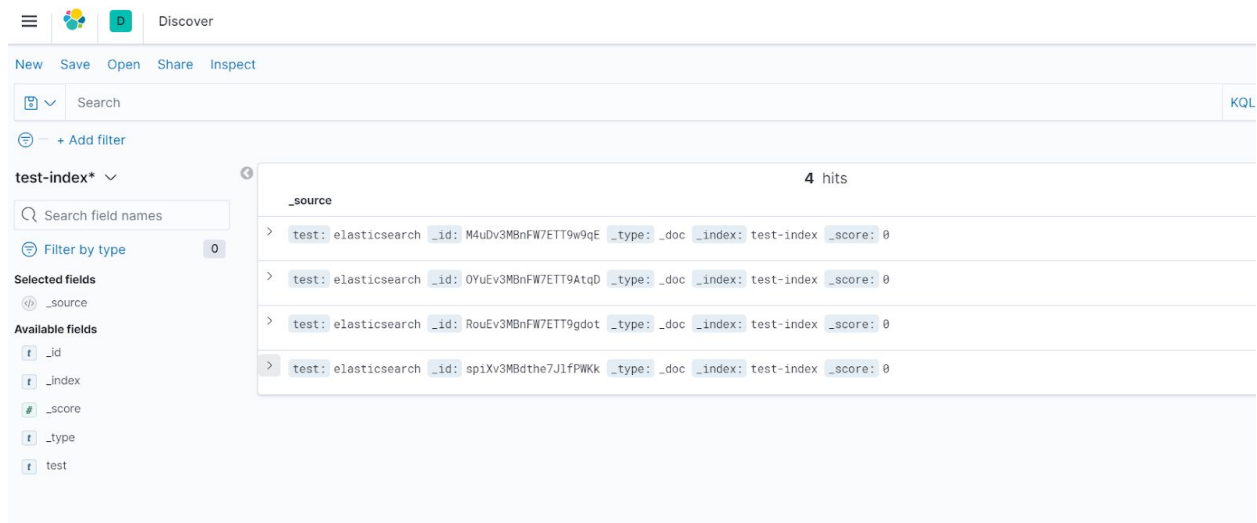 D Discover
New Save Open Share Inspect
Search KQL
+ Add filter
test-index*
Search field names
Filter by type 0
Selected fields
_source
Available fields
t _id
t _index
# _score
t _type
t test
4 hits
_source
test: elasticsearch _id: M4uDv3MBnFW7ETT9w9qE _type: _doc _index: test-index _score: 0
test: elasticsearch _id: OYuEv3MBnFW7ETT9AtqD _type: _doc _index: test-index _score: 0
test: elasticsearch _id: RouEv3MBnFW7ETT9gdot _type: _doc _index: test-index _score: 0
test: elasticsearch _id: spiXv3MBdthe7JlfPWKk _type: _doc _index: test-index _score: 0